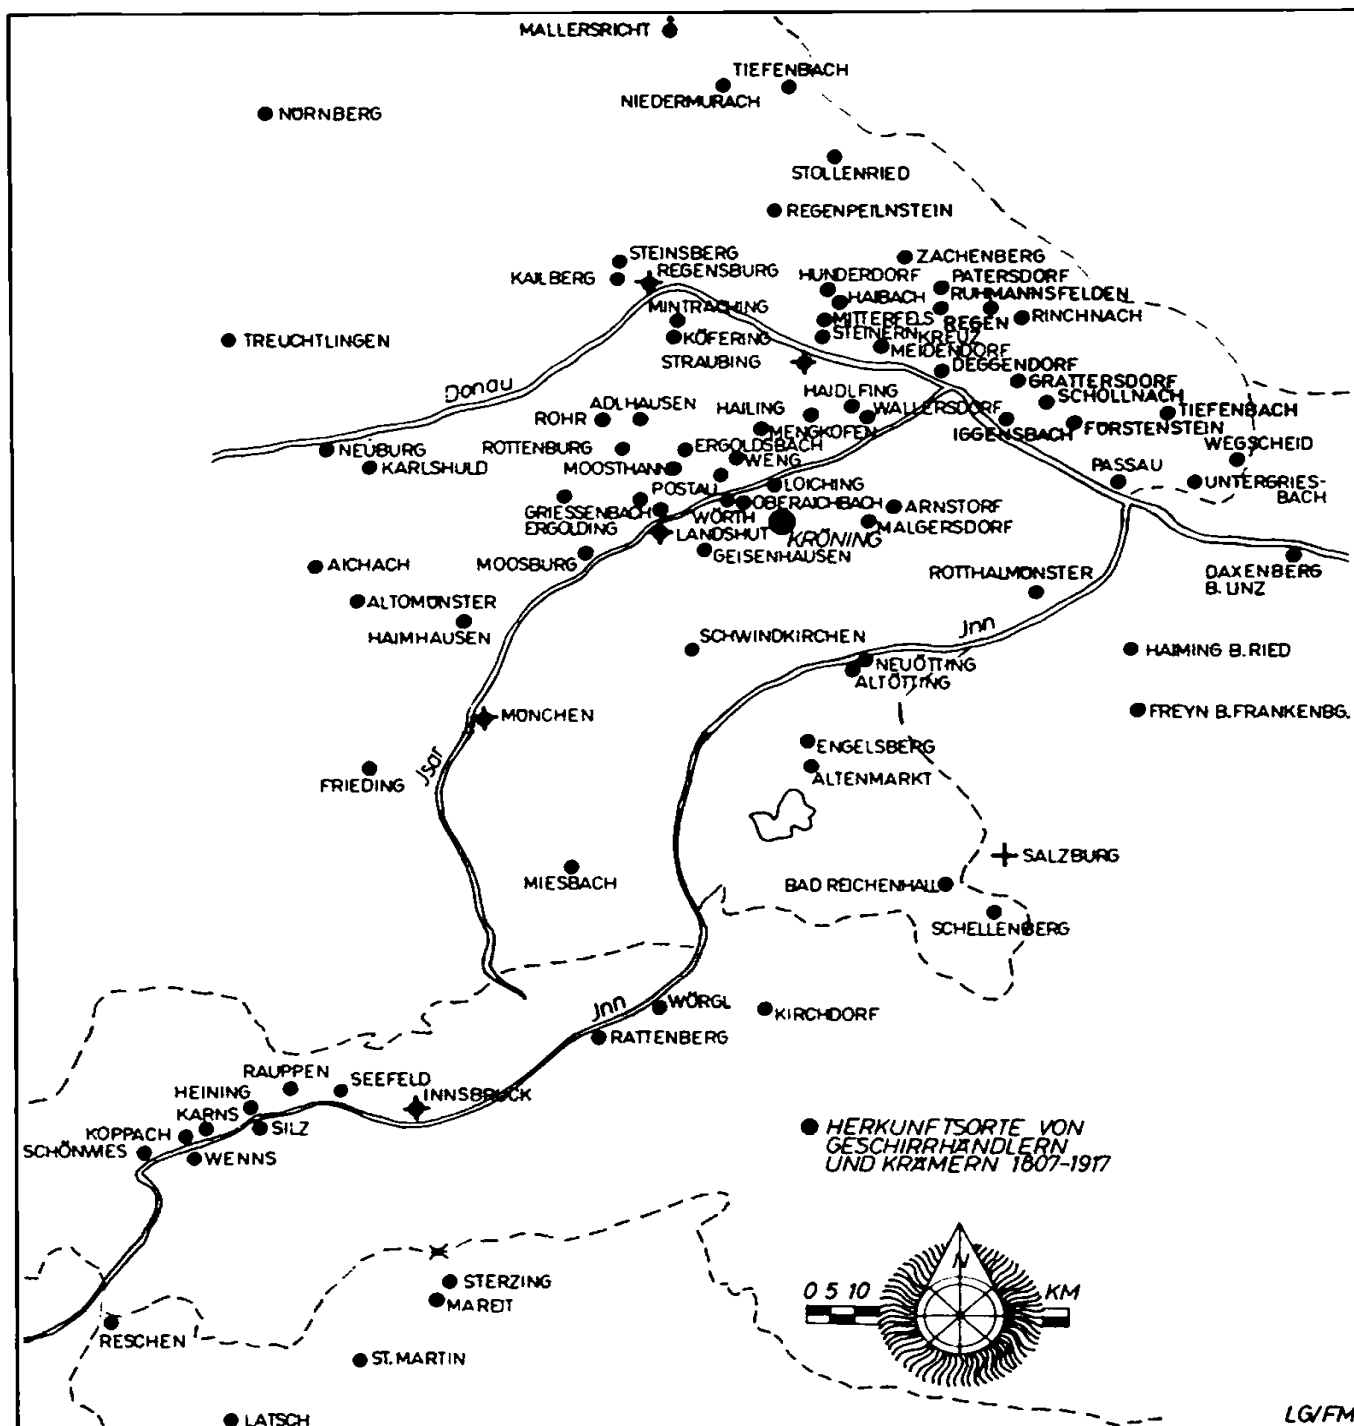 MALLERSRICHT
TIEFENBACH
NIEDERMURACH
NÜRNBERG
STOLLENRIED
REGENPEILNSTEIN
STEINSBERG
ZACHENBERG
KAILBERG
REGENSBURG
HUNDERDORF
PATERSDORF
HAIBACH
RUHMANNSFELDEN
MINTRACHING
MITTERFELS
REGEN
RINCHNACH
TREUCHTLINGEN
KÖFERING
STEINERN
KREUZ
MEIDENDORF
STRAUBING
DEGGENDORF
GRATTERSDORF
Donau
ADLHAUSEN
HAIDLFING
SCHÖLLNACH
ROHR
HAILING
WALLERSDORF
TIEFENBACH
MENGKOFEN
IGGENSBACH
FÜRSTENSTEIN
NEUBURG
ROTTENBURG
ERGOLDSBACH
WEGSCHEID
KARLSHULD
MOOSTHANN
WENG
PASSAU
POSTAU
LOICHING
UNTERGRIES-
BACH
GRIESSENBACH
WÖRTH
OBERAICHBACH
ARNSTORF
ERGOLDING
LANDSHUT
KRÖNING
MALGERSDORF
GEISENHAUSEN
AICHACH
MOOSBURG
ROTTHALMÜNSTER
DAXENBERG
B. LINZ
ALTOMÜNSTER
HAIMHAUSEN
SCHWINDKIRCHEN
Jnn
HAIMING B. RIED
NEUÖTTING
ALTÖTTING
MÜNCHEN
FREYN B. FRANKENBG.
Jsar
ENGELSBERG
FRIEDING
ALTENMARKT
SALZBURG
MIESBACH
BAD REICHENHALL
SCHELLENBERG
Jnn
WÖRGL
KIRCHDORF
RATTENBERG
RAUPPEN
SEEFELD
HEINING
INNSBRUCK
KARNS
KOPPACH
SILZ
SCHÖNWIES
WENNS
HERKUNFTSORTE VON
GESCHIRRHÄNDLERN
UND KRÄMERN 1807-1917
N
STERZING
0 5 10 KM
MAREIT
RESCHEN
ST. MARTIN
LATSCH
LG/FM